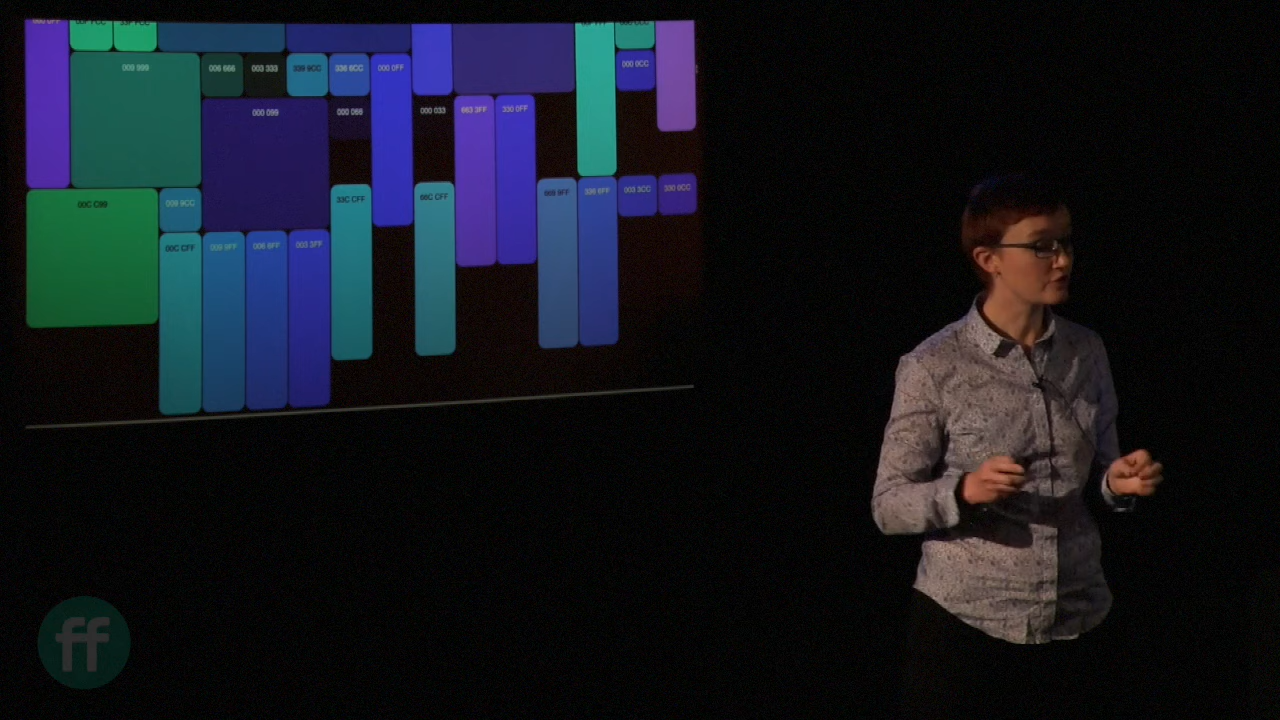 009 999
006 666
003 333
339 9CC
336 6CC
000 0FF
000 0CC
000 099
000 066
000 033
663 3FF
330 0FF
00C C99
009 9CC
33C CFF
66C CFF
669 9FF
336 6FF
003 3CC
330 0CC
00C CFF
009 9FF
006 6FF
003 3FF
ff